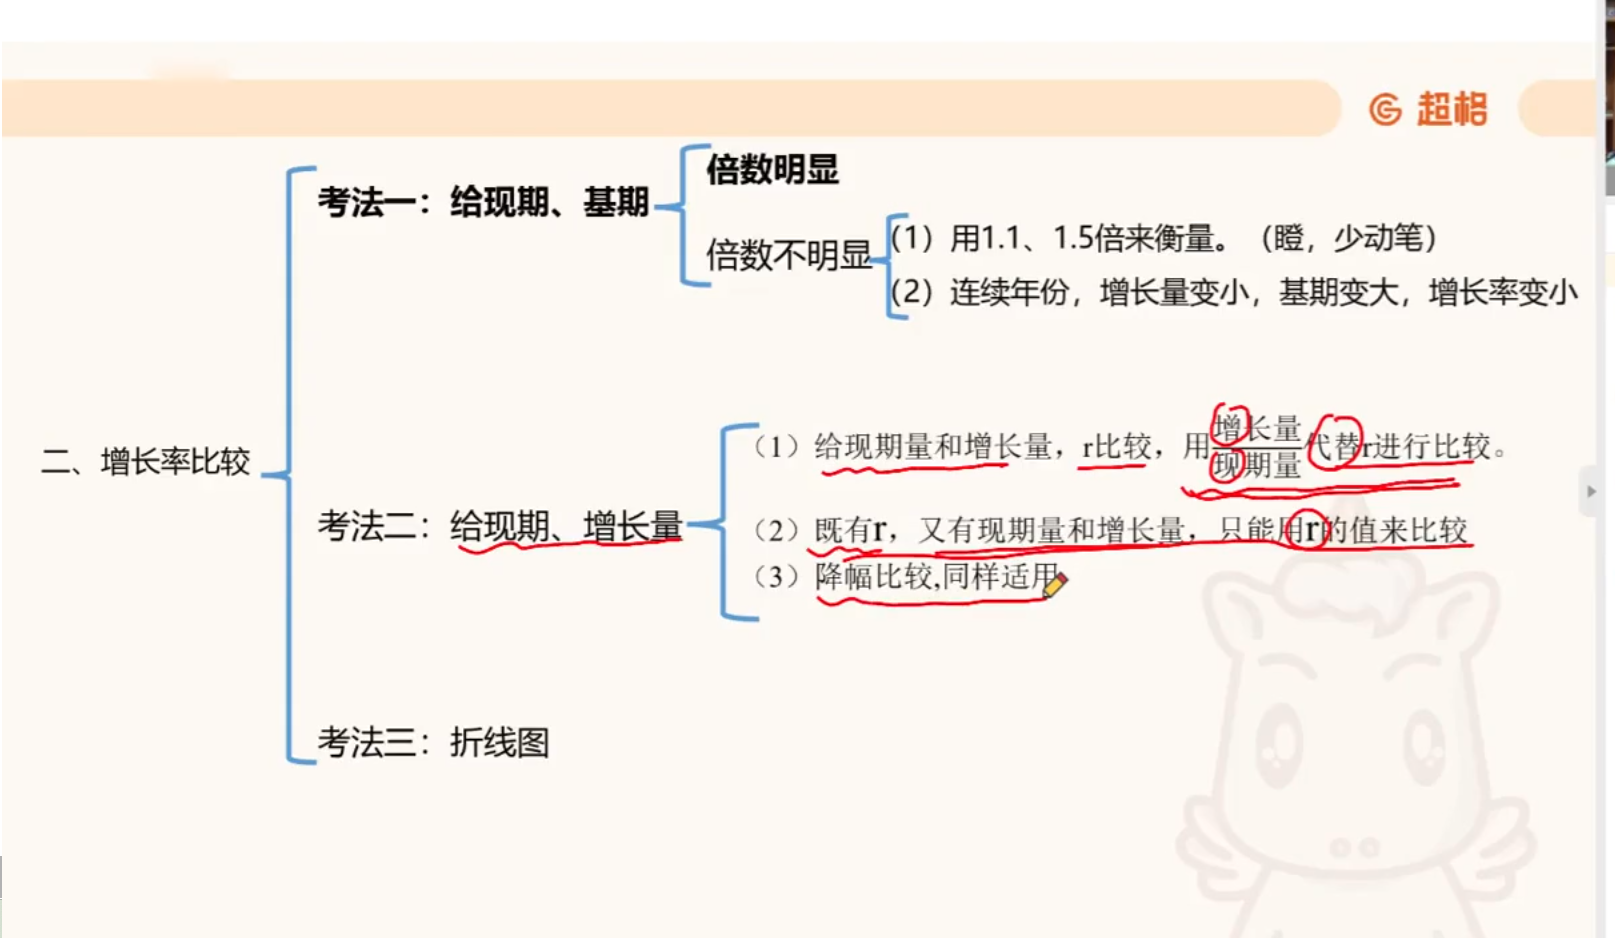 超格
二、增长率比较
考法一：给现期、基期
倍数明显
倍数不明显
（1）用1.1、1.5倍来衡量。（瞪，少动笔）
（2）连续年份，增长量变小，基期变大，增长率变小
考法二：给现期、增长量
（1）给现期量和增长量，r比较，用增长量/现期量代替r进行比较。
（2）既有r，又有现期量和增长量，只能用r的值来比较
（3）降幅比较,同样适用
考法三：折线图